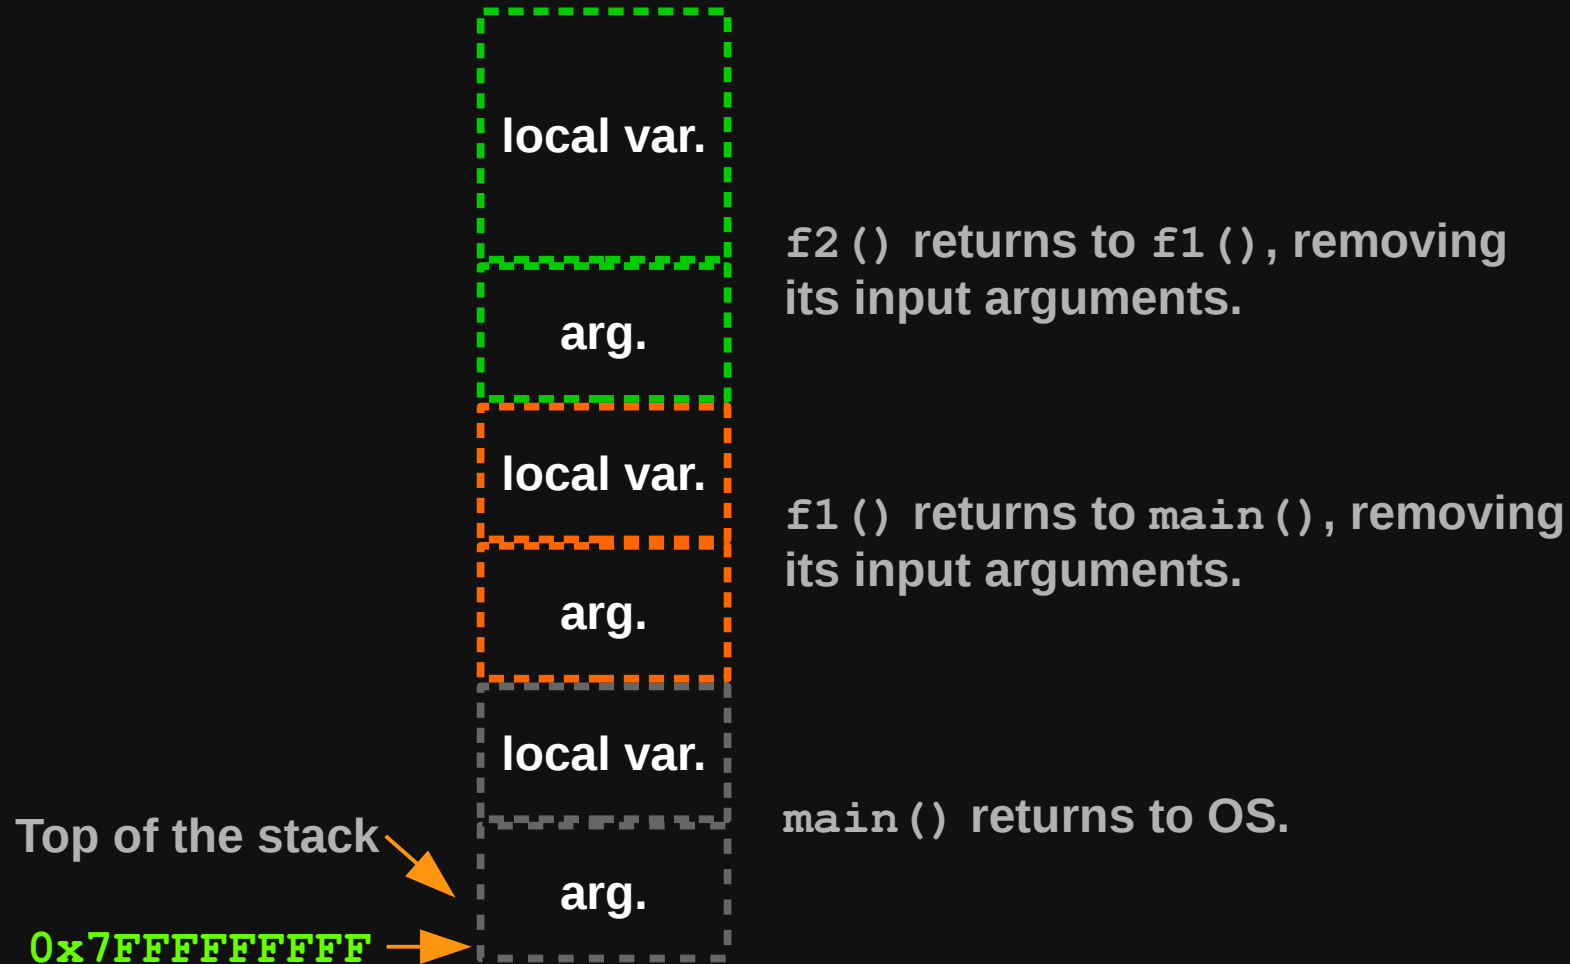 local var.
f2() returns to f1(), removing
its input arguments.
arg.
local var.
f1() returns to main(), removing
its input arguments.
arg.
local var.
main() returns to OS.
Top of the stack
arg.
0x7FFFFFFFFF